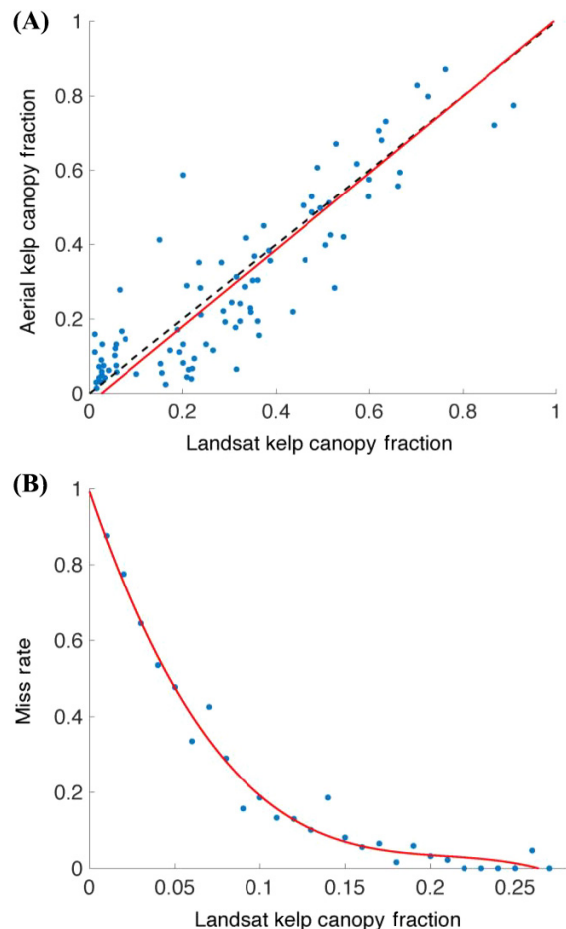 (A)
1
0.8
0.6
0.4
0.2
0
Aerial kelp canopy fraction
0 0.2 0.4 0.6 0.8 1
Landsat kelp canopy fraction
(B)
1
0.8
0.6
0.4
0.2
0
Miss rate
0 0.05 0.1 0.15 0.2 0.25
Landsat kelp canopy fraction